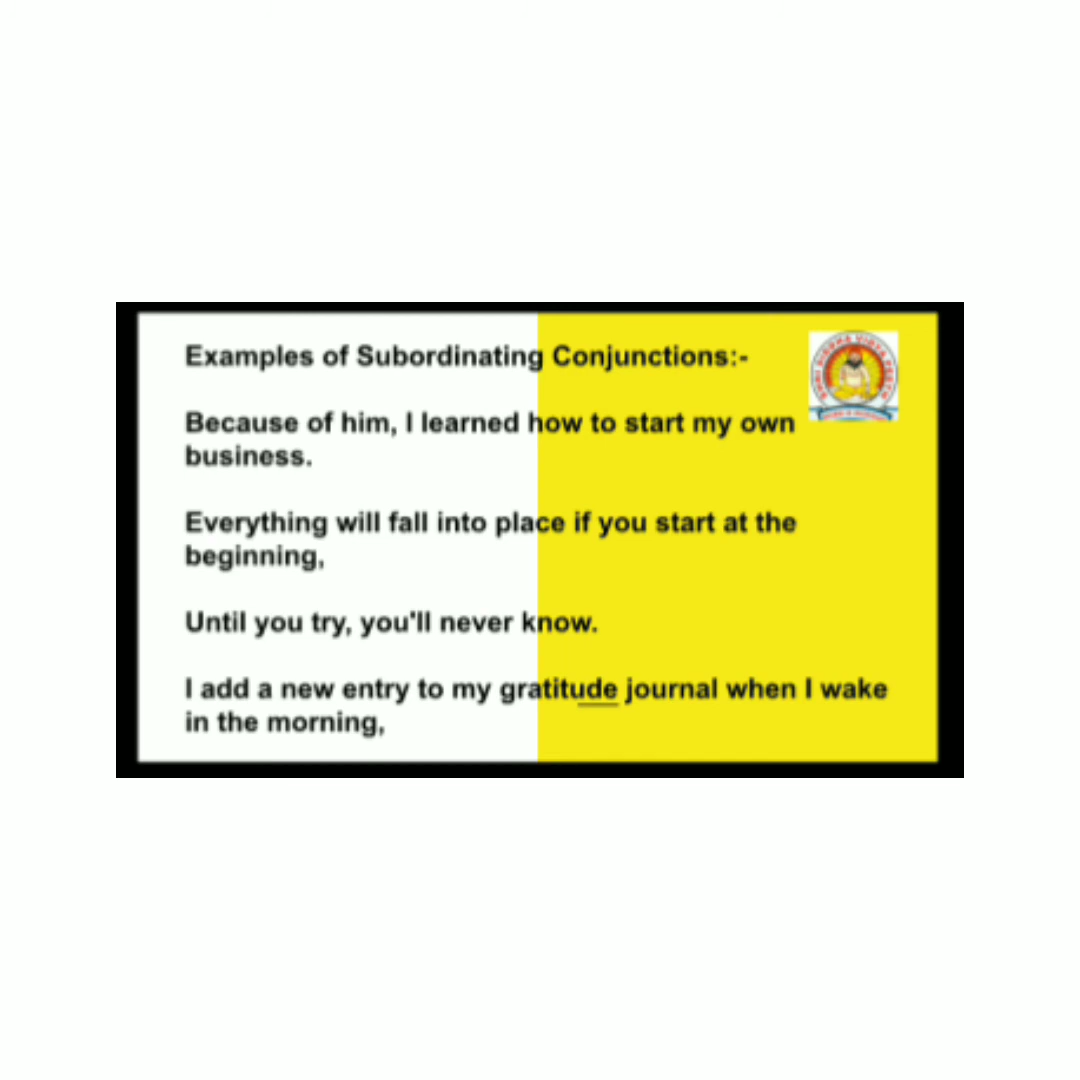 Examples of Subordinating Conjunctions:-
Because of him, I learned how to start my own
business.
Everything will fall into place if you start at the
beginning,
Until you try, you'll never know.
I add a new entry to my gratitude journal when I wake
in the morning,